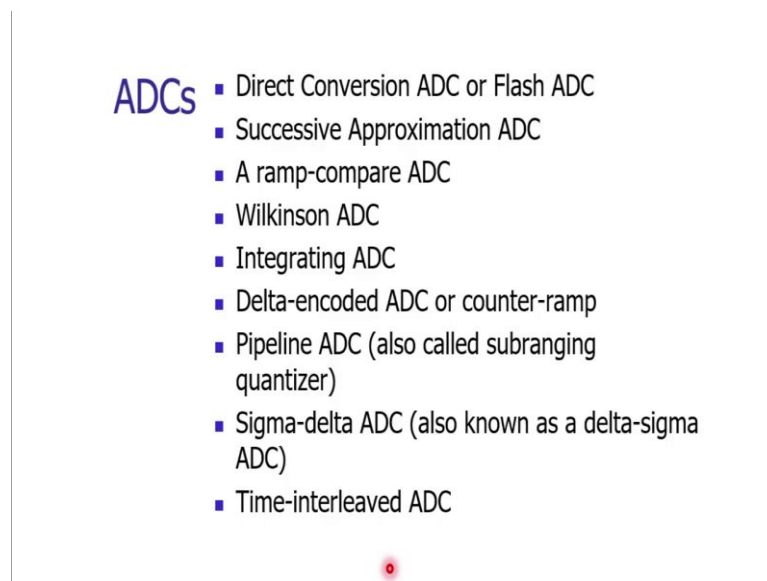 ADCs
Direct Conversion ADC or Flash ADC
Successive Approximation ADC
A ramp-compare ADC
Wilkinson ADC
Integrating ADC
Delta-encoded ADC or counter-ramp
Pipeline ADC (also called subranging
quantizer)
Sigma-delta ADC (also known as a delta-sigma
ADC)
Time-interleaved ADC